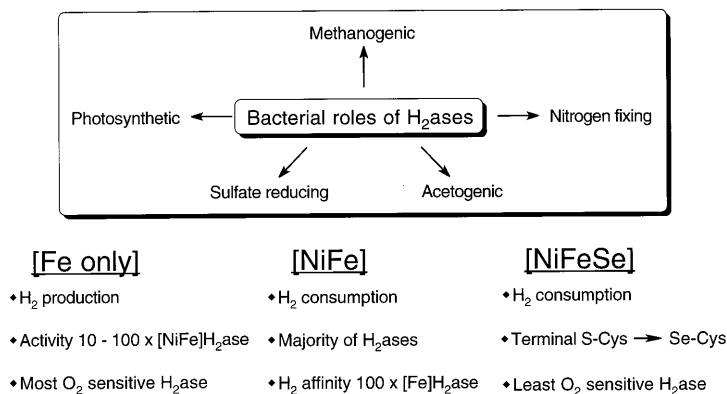 Methanogenic
Photosynthetic
Bacterial roles of H₂ases
Nitrogen fixing
Sulfate reducing
Acetogenic
[Fe only]
[NiFe]
[NiFeSe]
◆H₂ production
◆H₂ consumption
◆H₂ consumption
◆Activity 10 - 100 x [NiFe]H₂ase
◆Majority of H₂ases
◆Terminal S-Cys → Se-Cys
◆Most O₂ sensitive H₂ase
◆H₂ affinity 100 x [Fe]H₂ase
◆Least O₂ sensitive H₂ase